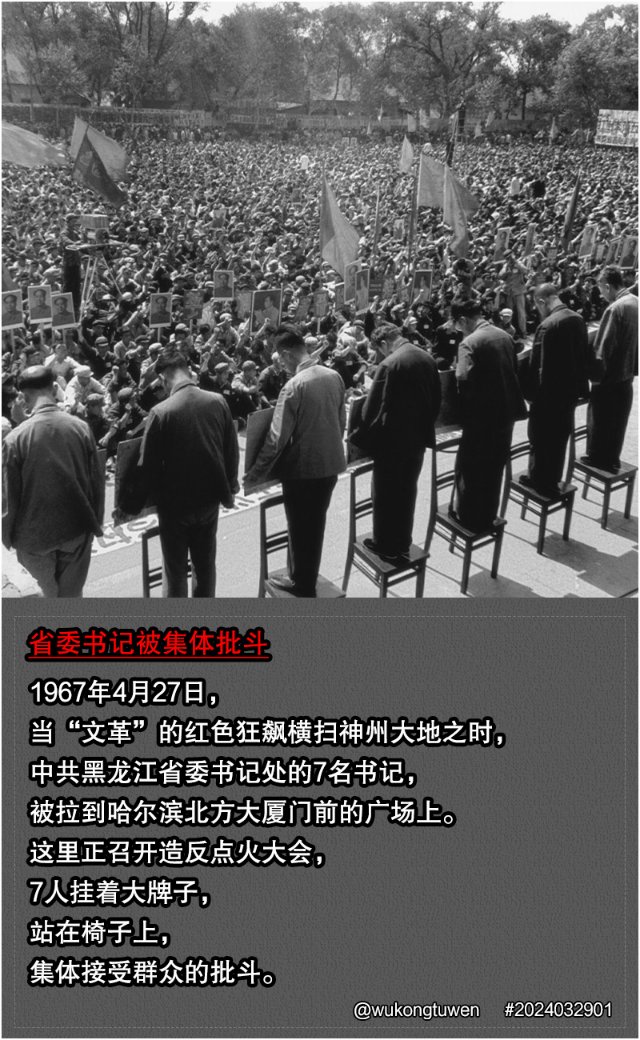 省委书记被集体批斗
1967年4月27日，
当“文革”的红色狂飙横扫神州大地之时，
中共黑龙江省委书记处的7名书记，
被拉到哈尔滨北方大厦门前的广场上。
这里正召开造反点火大会，
7人挂着大牌子，
站在椅子上，
集体接受群众的批斗。
@wukongtuwen #2024032901